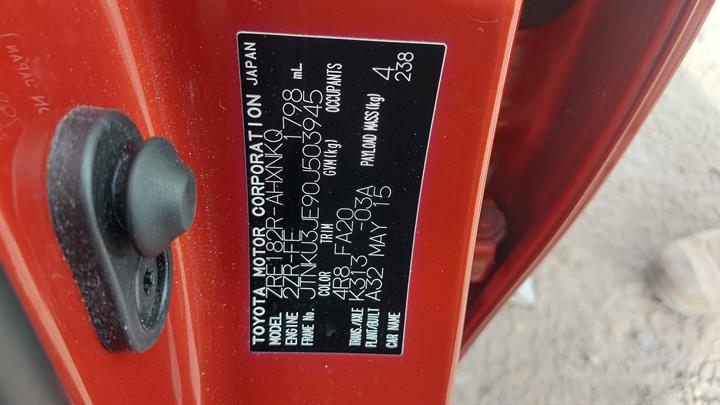 TOYOTA MOTOR CORPORATION JAPAN
MODEL ZRE182R-AHXNKQ
ENGINE 2ZR-FE 1798 mL
FRAME No. JTNKU3JE90J503945
COLOR TRIM GVM(kg) OCCUPANTS
4R8 FA20 4
TRANS/AXLE K313 -03A PAYLOAD MASS(kg) 238
PLANT/BUILT A32 MAY 15
CAR NAME